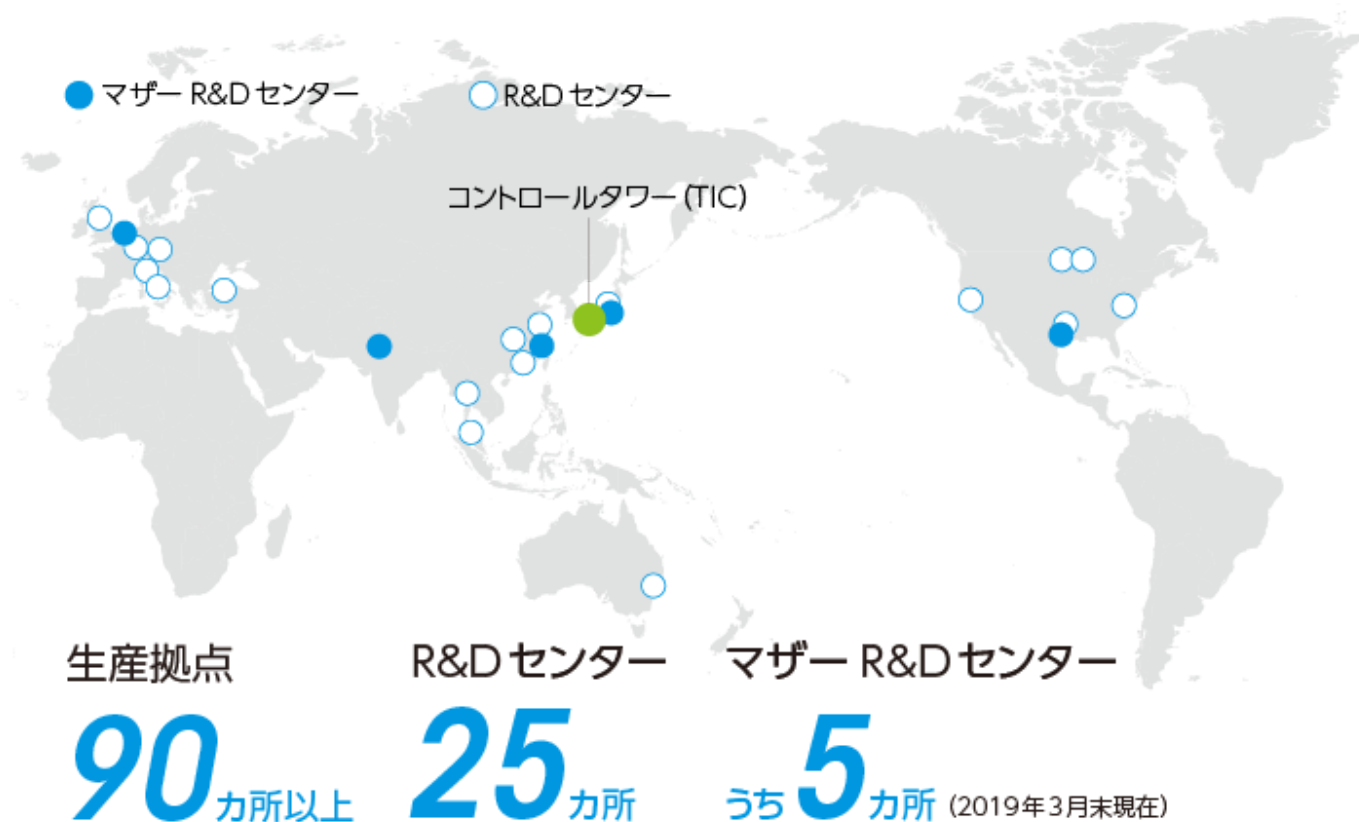 マザー R&D センター
R&D センター
コントロールタワー (TIC)
生産拠点
R&D センター
マザー R&D センター
90カ所以上
25カ所
うち5カ所 (2019年3月末現在)